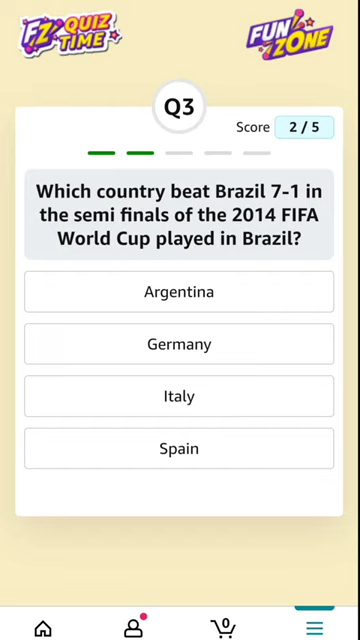 FZ QUIZ TIME
FUN ZONE
Q3
Score 2 / 5
Which country beat Brazil 7-1 in
the semi finals of the 2014 FIFA
World Cup played in Brazil?
Argentina
Germany
Italy
Spain
0